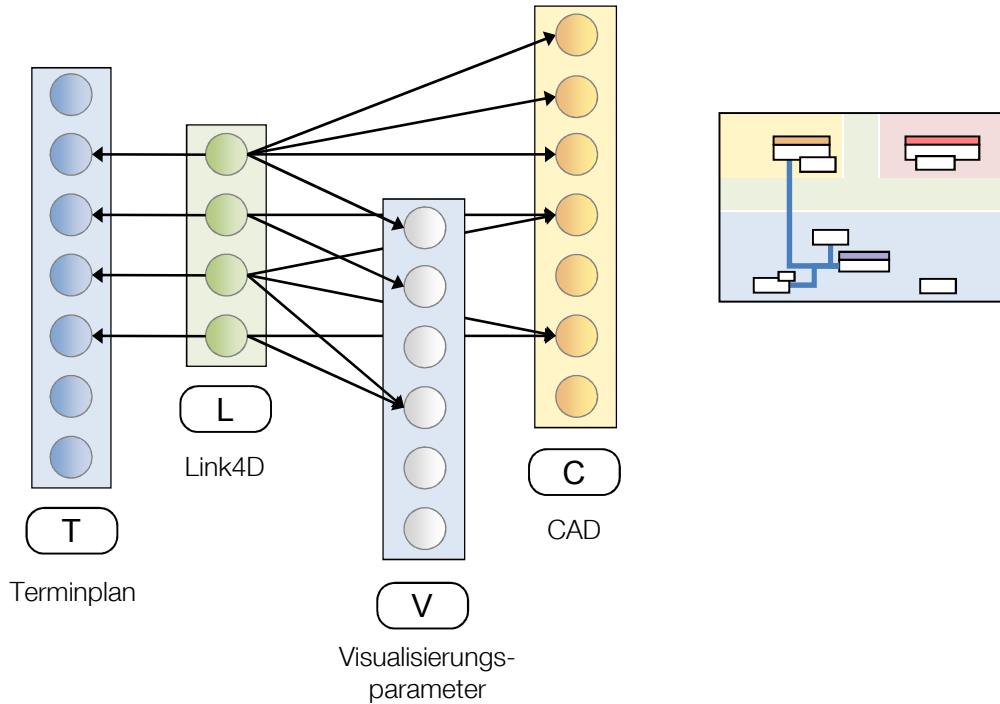 L
Link4D
C
CAD
T
Terminplan
V
Visualisierungs-
parameter